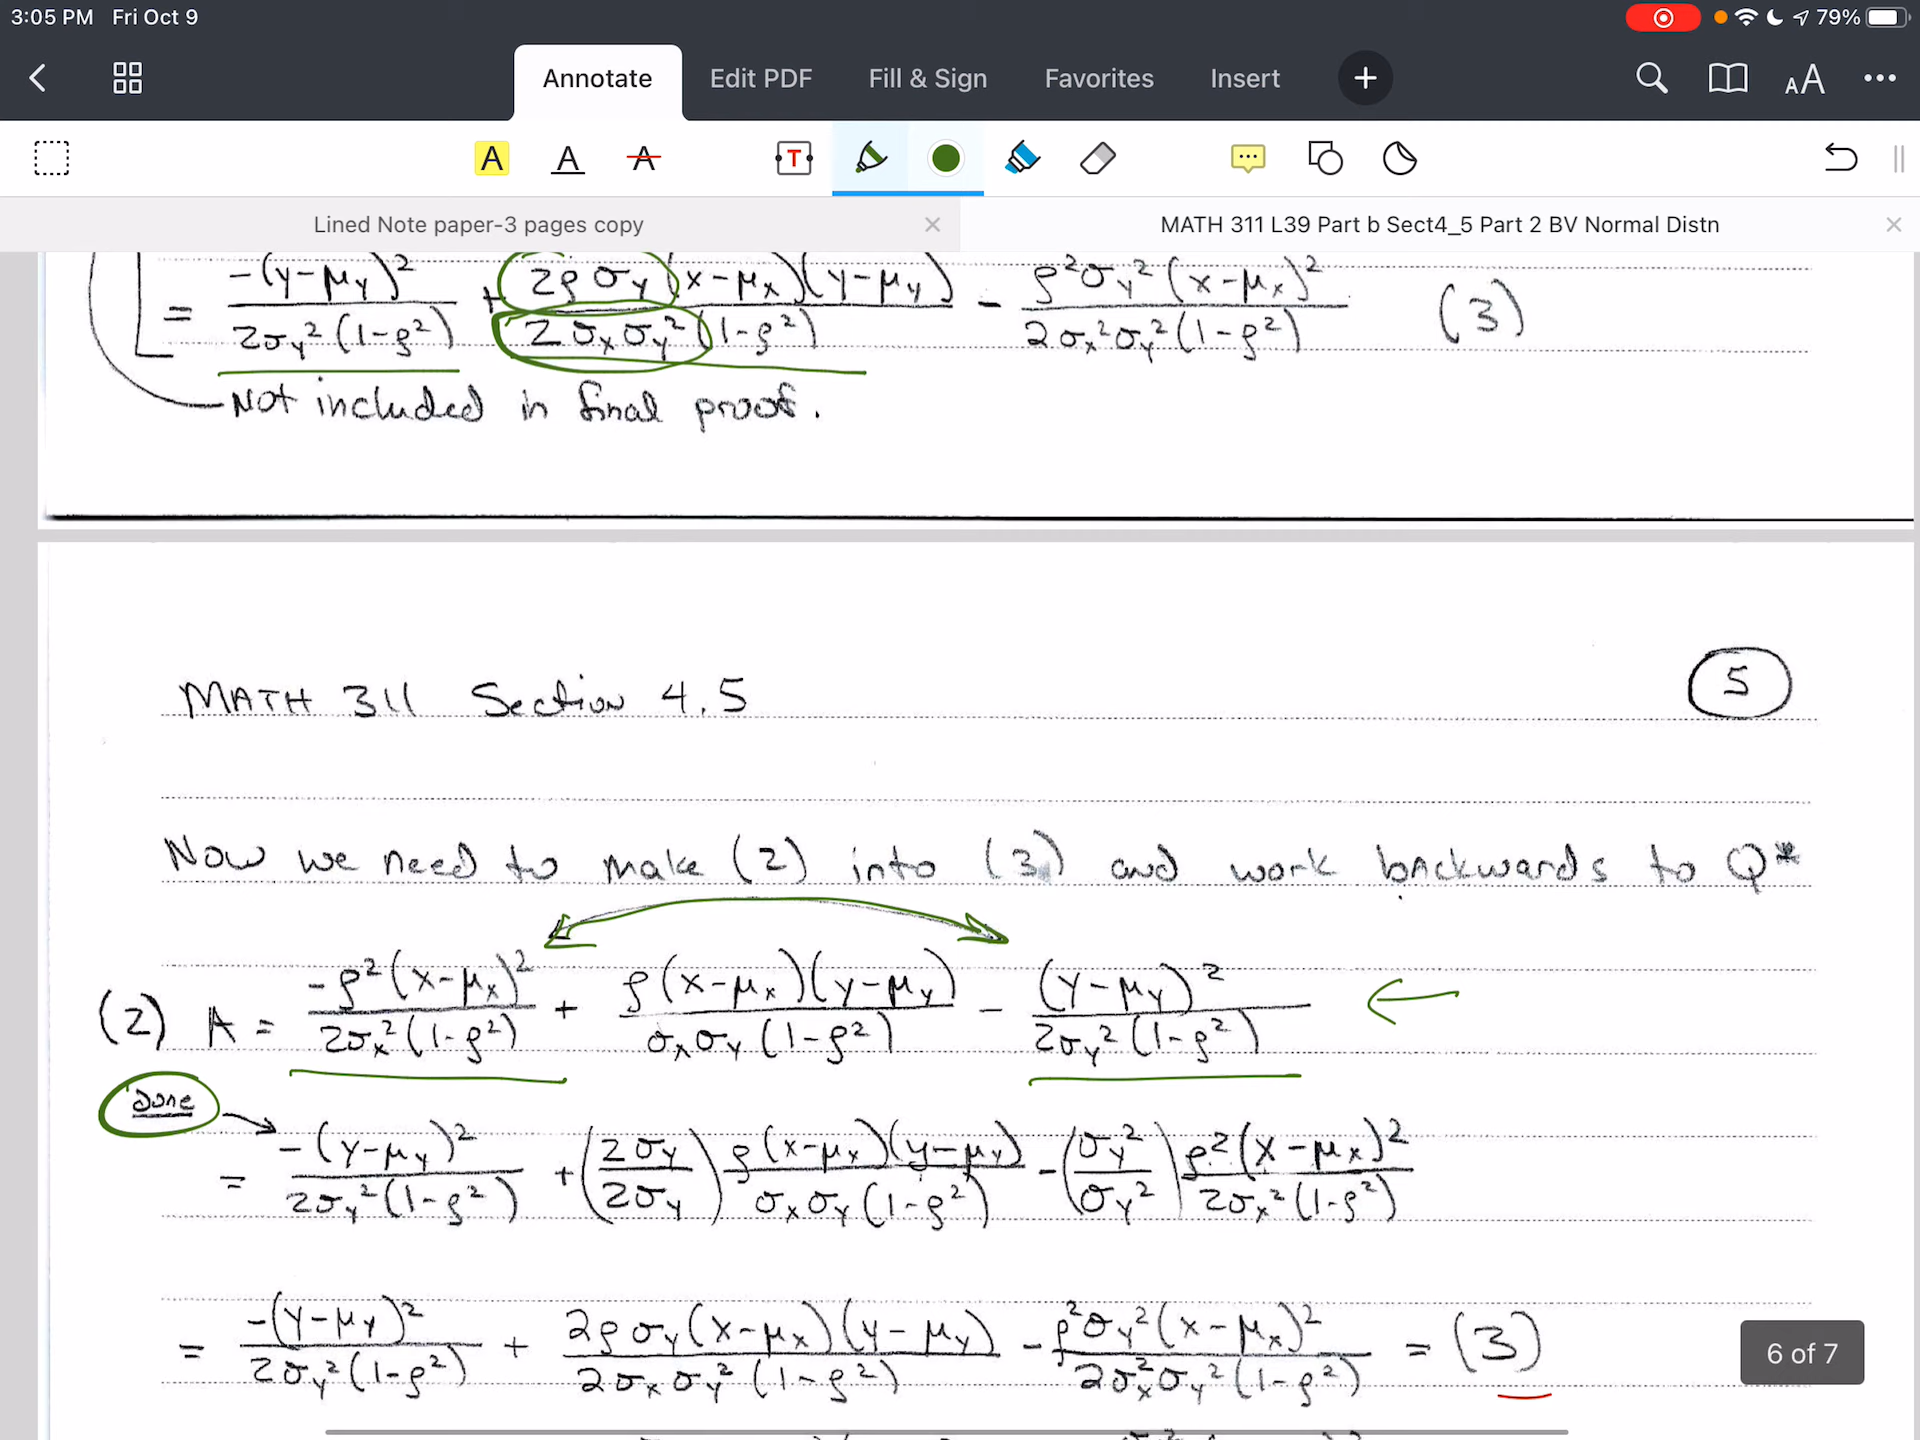 3:05 PM Fri Oct 9 79%
Annotate Edit PDF Fill & Sign Favorites Insert AA
A A A T
Lined Note paper-3 pages copy MATH 311 L39 Part b Sect4_5 Part 2 BV Normal Distn
= -(y-μy)² / 2σy²(1-ρ²) + 2ρσy(x-μx)(y-μy) / 2σxσy²(1-ρ²) - ρ²σy²(x-μx)² / 2σx²σy²(1-ρ²) (3)
Not included in final proof.
MATH 311 Section 4.5 5
Now we need to make (2) into (3) and work backwards to Q*
(2) A = -ρ²(x-μx)² / 2σx²(1-ρ²) + ρ(x-μx)(y-μy) / σxσy(1-ρ²) - (y-μy)² / 2σy²(1-ρ²)
Done
= -(y-μy)² / 2σy²(1-ρ²) + (2σy / 2σy) ρ(x-μx)(y-μy) / σxσy(1-ρ²) - (σy² / σy²) ρ²(x-μx)² / 2σx²(1-ρ²)
= -(y-μy)² / 2σy²(1-ρ²) + 2ρσy(x-μx)(y-μy) / 2σxσy²(1-ρ²) - ρ²σy²(x-μx)² / 2σx²σy²(1-ρ²) = (3)
6 of 7